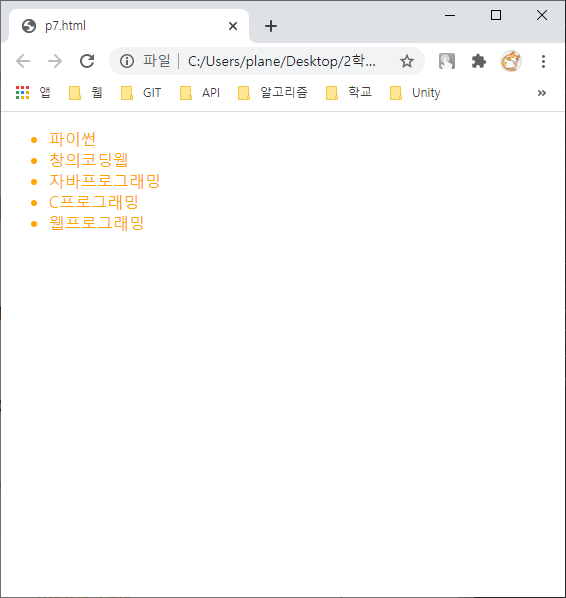 p7.html
파일 C:/Users/plane/Desktop/2학...
앱 웹 GIT API 알고리즘 학교 Unity »
파이썬
창의코딩웹
자바프로그래밍
C프로그래밍
웹프로그래밍